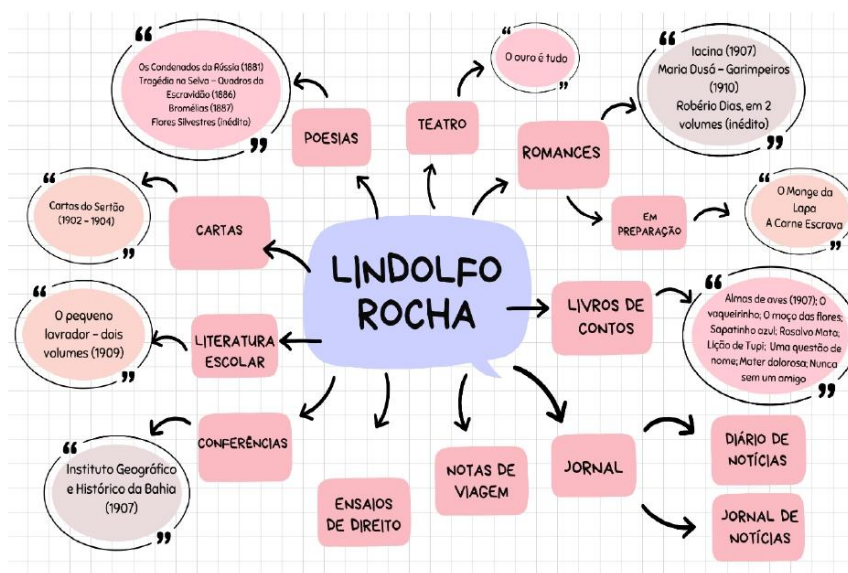 LINDOLFO
ROCHA
POESIAS
“
Os Condenados da Rússia (1881)
Tragédia na Selva – Quadros da
Escravidão (1886)
Bromélias (1887)
Flores Silvestres (inédito)
”
TEATRO
“
O ouro é tudo
”
ROMANCES
“
Iacina (1907)
Maria Dusá – Garimpeiros
(1910)
Robério Dias, em 2
volumes (inédito)
”
EM
PREPARAÇÃO
“
O Monge da
Lapa
A Carne Escrava
”
CARTAS
“
Cartas do Sertão
(1902 – 1904)
”
LIVROS DE
CONTOS
“
Almas de aves (1907); O
vaqueirinho; O moço das flores;
Sapatinho azul; Rosalvo Mata;
Lição de Tupi; Uma questão de
nome; Mater dolorosa; Nunca
sem um amigo
”
LITERATURA
ESCOLAR
“
O pequeno
lavrador – dois
volumes (1909)
”
CONFERÊNCIAS
“
Instituto Geográfico
e Histórico da Bahia
(1907)
”
ENSAIOS
DE DIREITO
NOTAS DE
VIAGEM
JORNAL
DIÁRIO DE
NOTÍCIAS
JORNAL DE
NOTÍCIAS